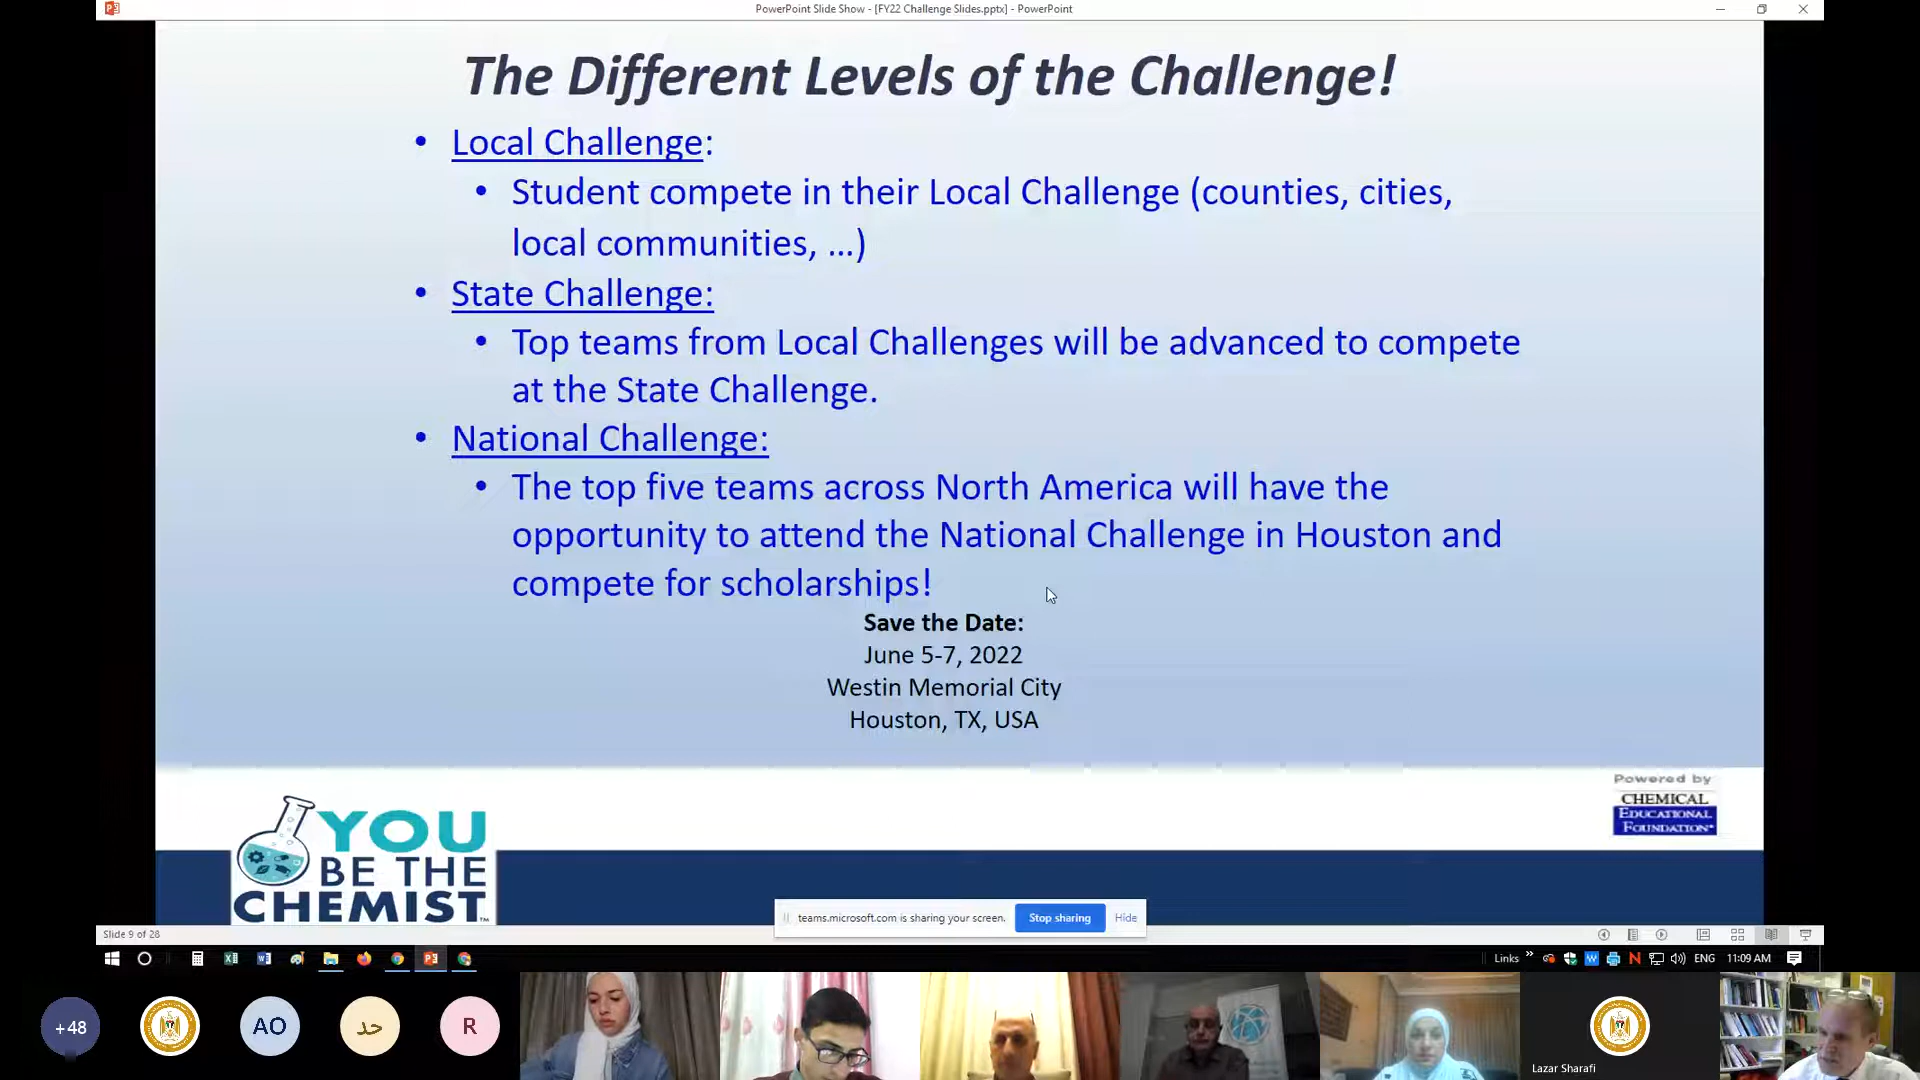 PowerPoint Slide Show - [FY22 Challenge Slides.pptx] - PowerPoint
The Different Levels of the Challenge!
• Local Challenge:
• Student compete in their Local Challenge (counties, cities,
local communities, ...)
• State Challenge:
• Top teams from Local Challenges will be advanced to compete
at the State Challenge.
• National Challenge:
• The top five teams across North America will have the
opportunity to attend the National Challenge in Houston and
compete for scholarships!
Save the Date:
June 5-7, 2022
Westin Memorial City
Houston, TX, USA
Powered by
CHEMICAL
EDUCATIONAL
FOUNDATION
YOU
BE THE
CHEMIST
teams.microsoft.com is sharing your screen.
Stop sharing
Hide
Slide 9 of 28
Links
ENG
11:09 AM
+48
AO
حد
R
Lazar Sharafi